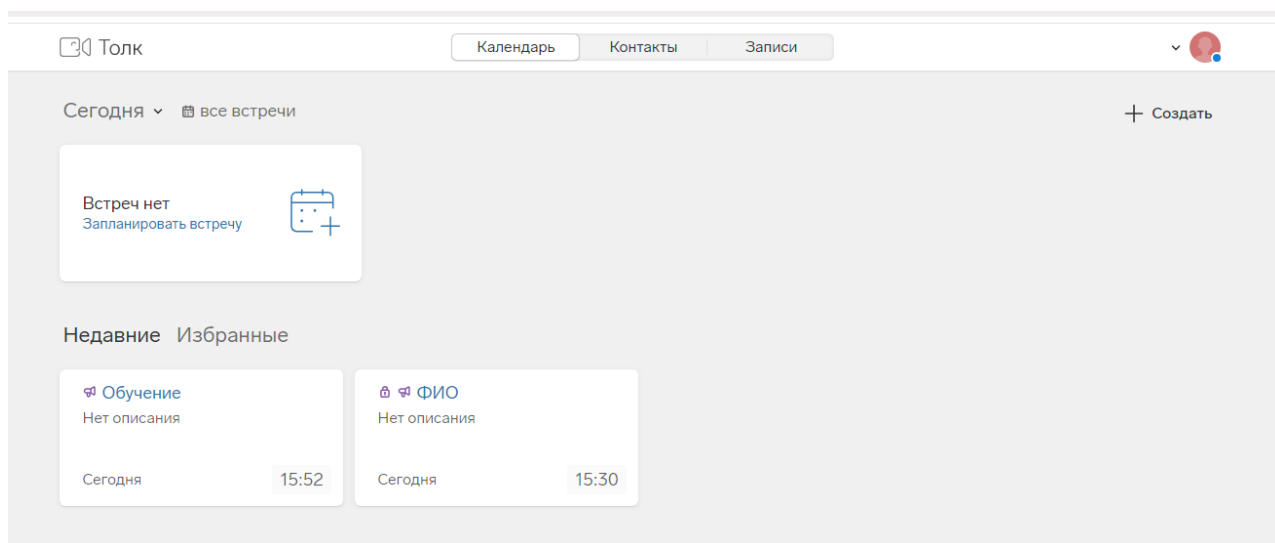 Толк
Календарь Контакты Записи
Сегодня все встречи
Создать
Встреч нет
Запланировать встречу
Недавние Избранные
Обучение
Нет описания
Сегодня 15:52
ФИО
Нет описания
Сегодня 15:30